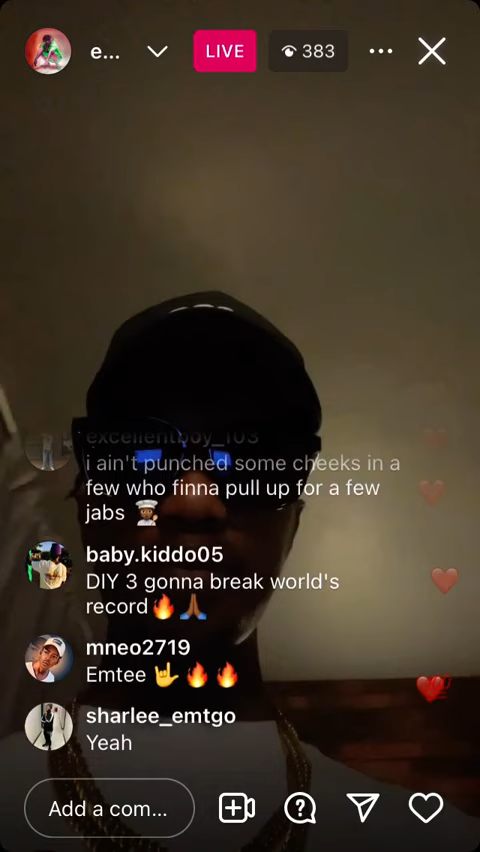 e...
LIVE
383
excellentboy_103
i ain't punched some cheeks in a
few who finna pull up for a few
jabs 👨🏾‍🍳
baby.kiddo05
DIY 3 gonna break world's
record🔥🙏🏾
mneo2719
Emtee 🤟🔥🔥
sharlee_emtgo
Yeah
Add a com...